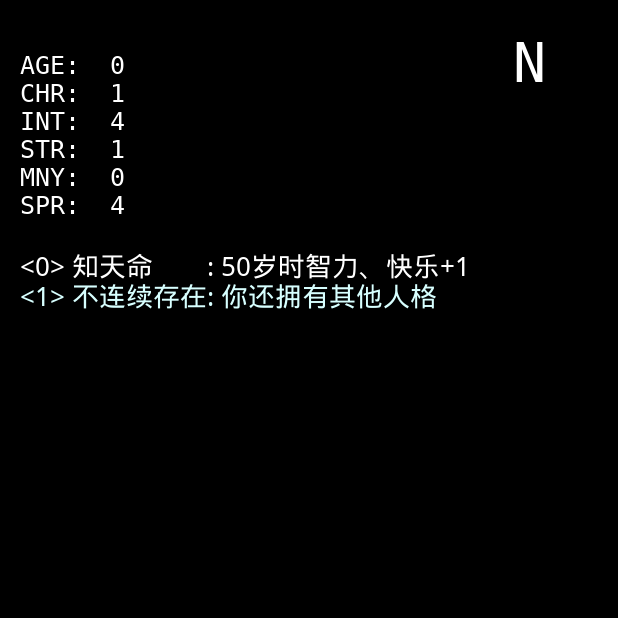 N
AGE: 0
CHR: 1
INT: 4
STR: 1
MNY: 0
SPR: 4
<0> 知天命 : 50岁时智力、快乐+1
<1> 不连续存在: 你还拥有其他人格